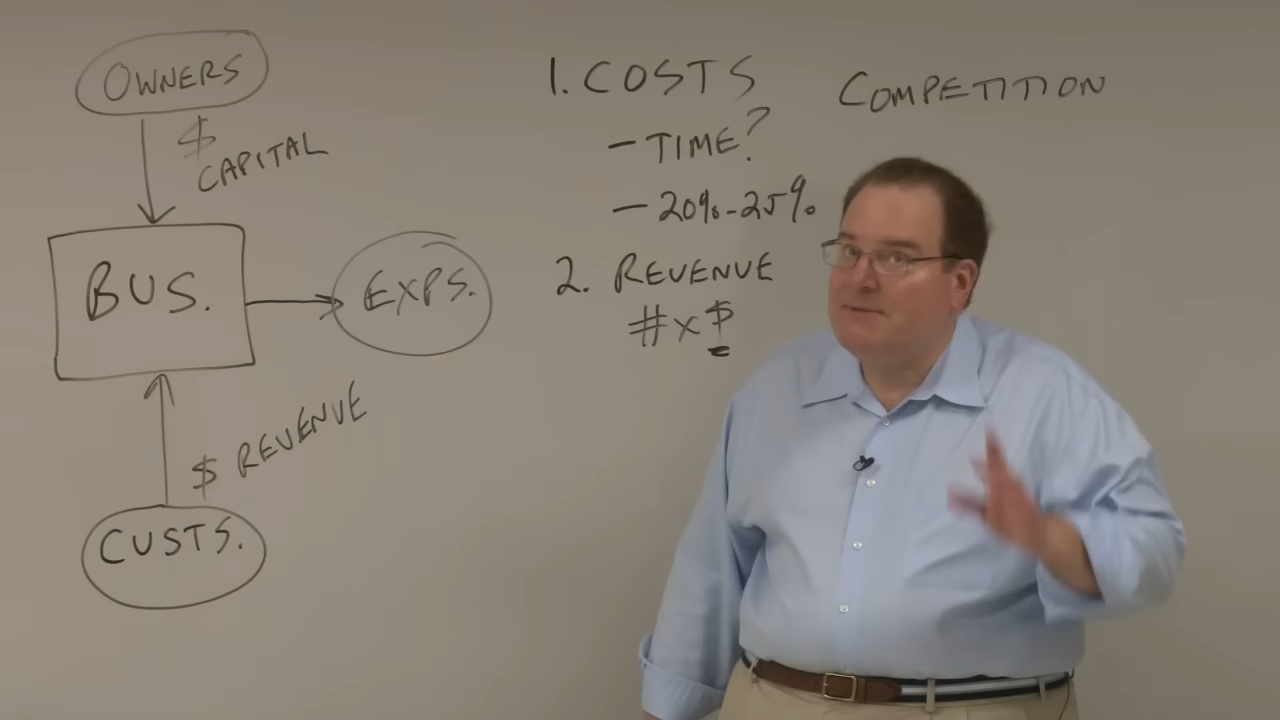 OWNERS
$
CAPITAL
BUS.
EXPS.
$ REVENUE
CUSTS.
1. COSTS
- TIME?
- 20%-25%
2. REVENUE
# x $
COMPETITION